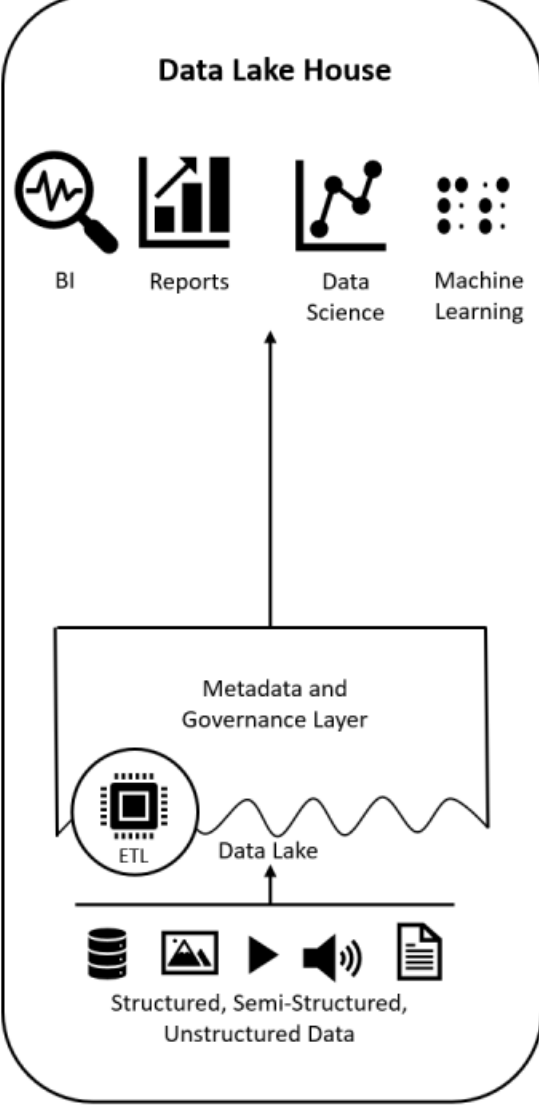 Data Lake House
BI
Reports
Data
Science
Machine
Learning
Metadata and
Governance Layer
ETL
Data Lake
Structured, Semi-Structured,
Unstructured Data